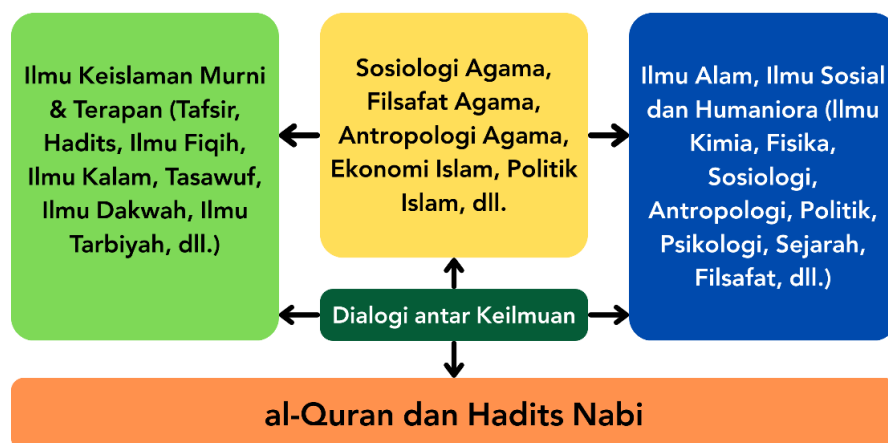 Ilmu Keislaman Murni
& Terapan (Tafsir,
Hadits, Ilmu Fiqih,
Ilmu Kalam, Tasawuf,
Ilmu Dakwah, Ilmu
Tarbiyah, dll.)
Sosiologi Agama,
Filsafat Agama,
Antropologi Agama,
Ekonomi Islam, Politik
Islam, dll.
Ilmu Alam, Ilmu Sosial
dan Humaniora (Ilmu
Kimia, Fisika,
Sosiologi,
Antropologi, Politik,
Psikologi, Sejarah,
Filsafat, dll.)
Dialogi antar Keilmuan
al-Quran dan Hadits Nabi